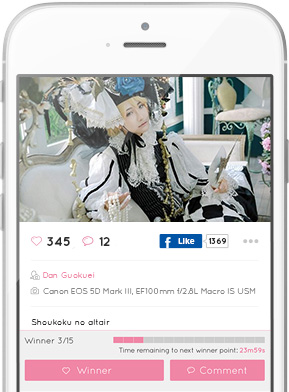 345 12 Like 1369
Dan Guokuei
Canon EOS 5D Mark III, EF100mm f/2.8L Macro IS USM
Shoukoku no altair
Winner 3/15
Time remaining to next winner point: 23m59s
Winner Comment